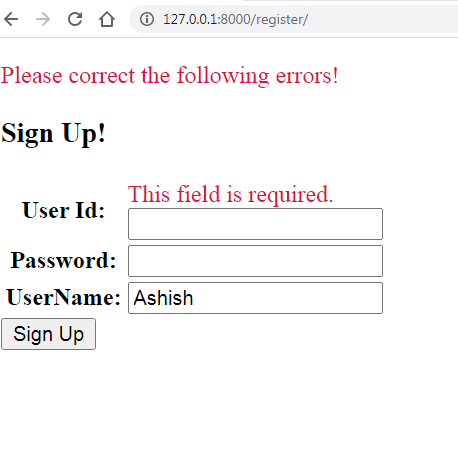 127.0.0.1:8000/register/
Please correct the following errors!
Sign Up!
This field is required.
User Id:
Password:
UserName: Ashish
Sign Up